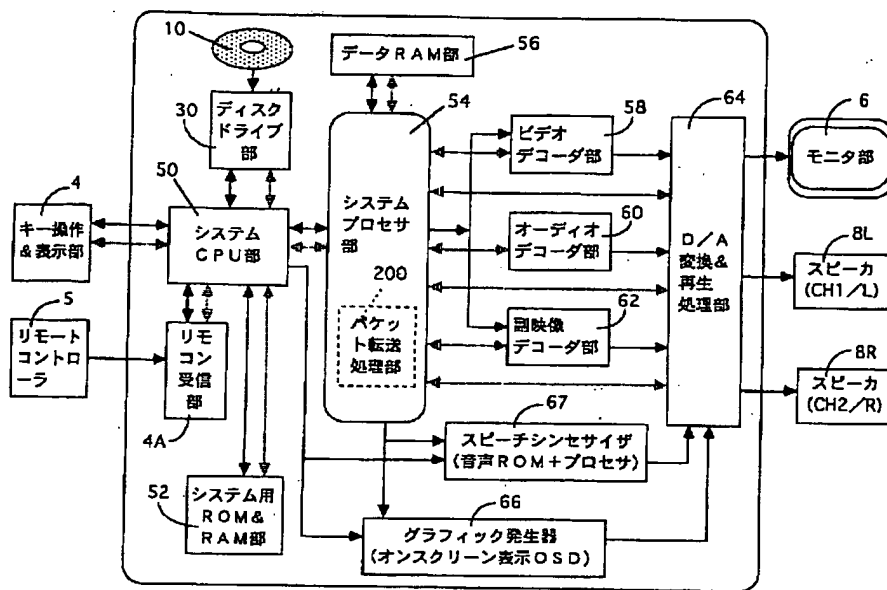 10
データRAM部
56
54
64
6
30
ディスク
ドライブ
部
58
ビデオ
デコーダ部
モニタ部
4
キー操作
&表示部
50
システム
CPU部
システム
プロセサ
部
オーディオ
デコーダ部
60
D/A
変換&
再生
処理部
8L
スピーカ
(CH1/L)
5
リモート
コントロ
ーラ
リモ
コン
受信
部
4A
200
パケッ
ト転送
処理部
副映像
デコーダ部
62
8R
スピーカ
(CH2/R)
67
スピーチシンセサイザ
(音声ROM+プロセサ)
52
システム用
ROM&
RAM部
66
グラフィック発生器
(オンスクリーン表示OSD)